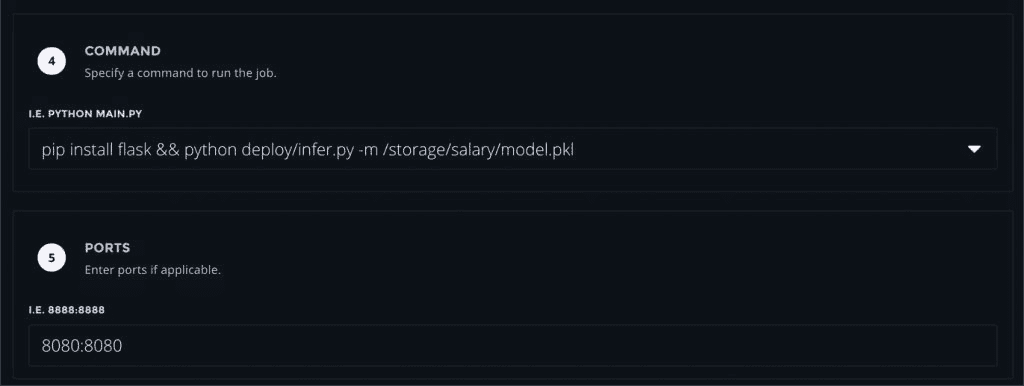 4
COMMAND
Specify a command to run the job.
I.E. PYTHON MAIN.PY
pip install flask && python deploy/infer.py -m /storage/salary/model.pkl
5
PORTS
Enter ports if applicable.
I.E. 8888:8888
8080:8080